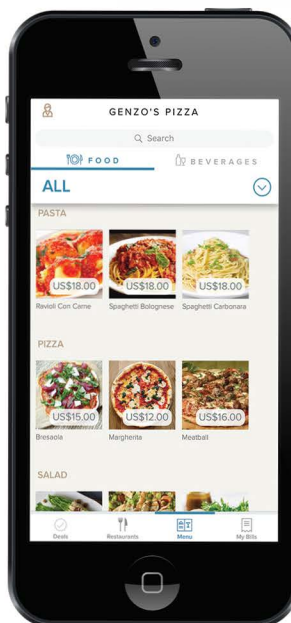 GENZO'S PIZZA
Search
FOOD
BEVERAGES
ALL
PASTA
US$18.00 US$18.00 US$18.00
Ravioli Con Carne Spaghetti Bolognese Spaghetti Carbonara
PIZZA
US$15.00 US$12.00 US$16.00
Bresaola Margherita Meatball
SALAD
Deals Restaurants Menu My Bills